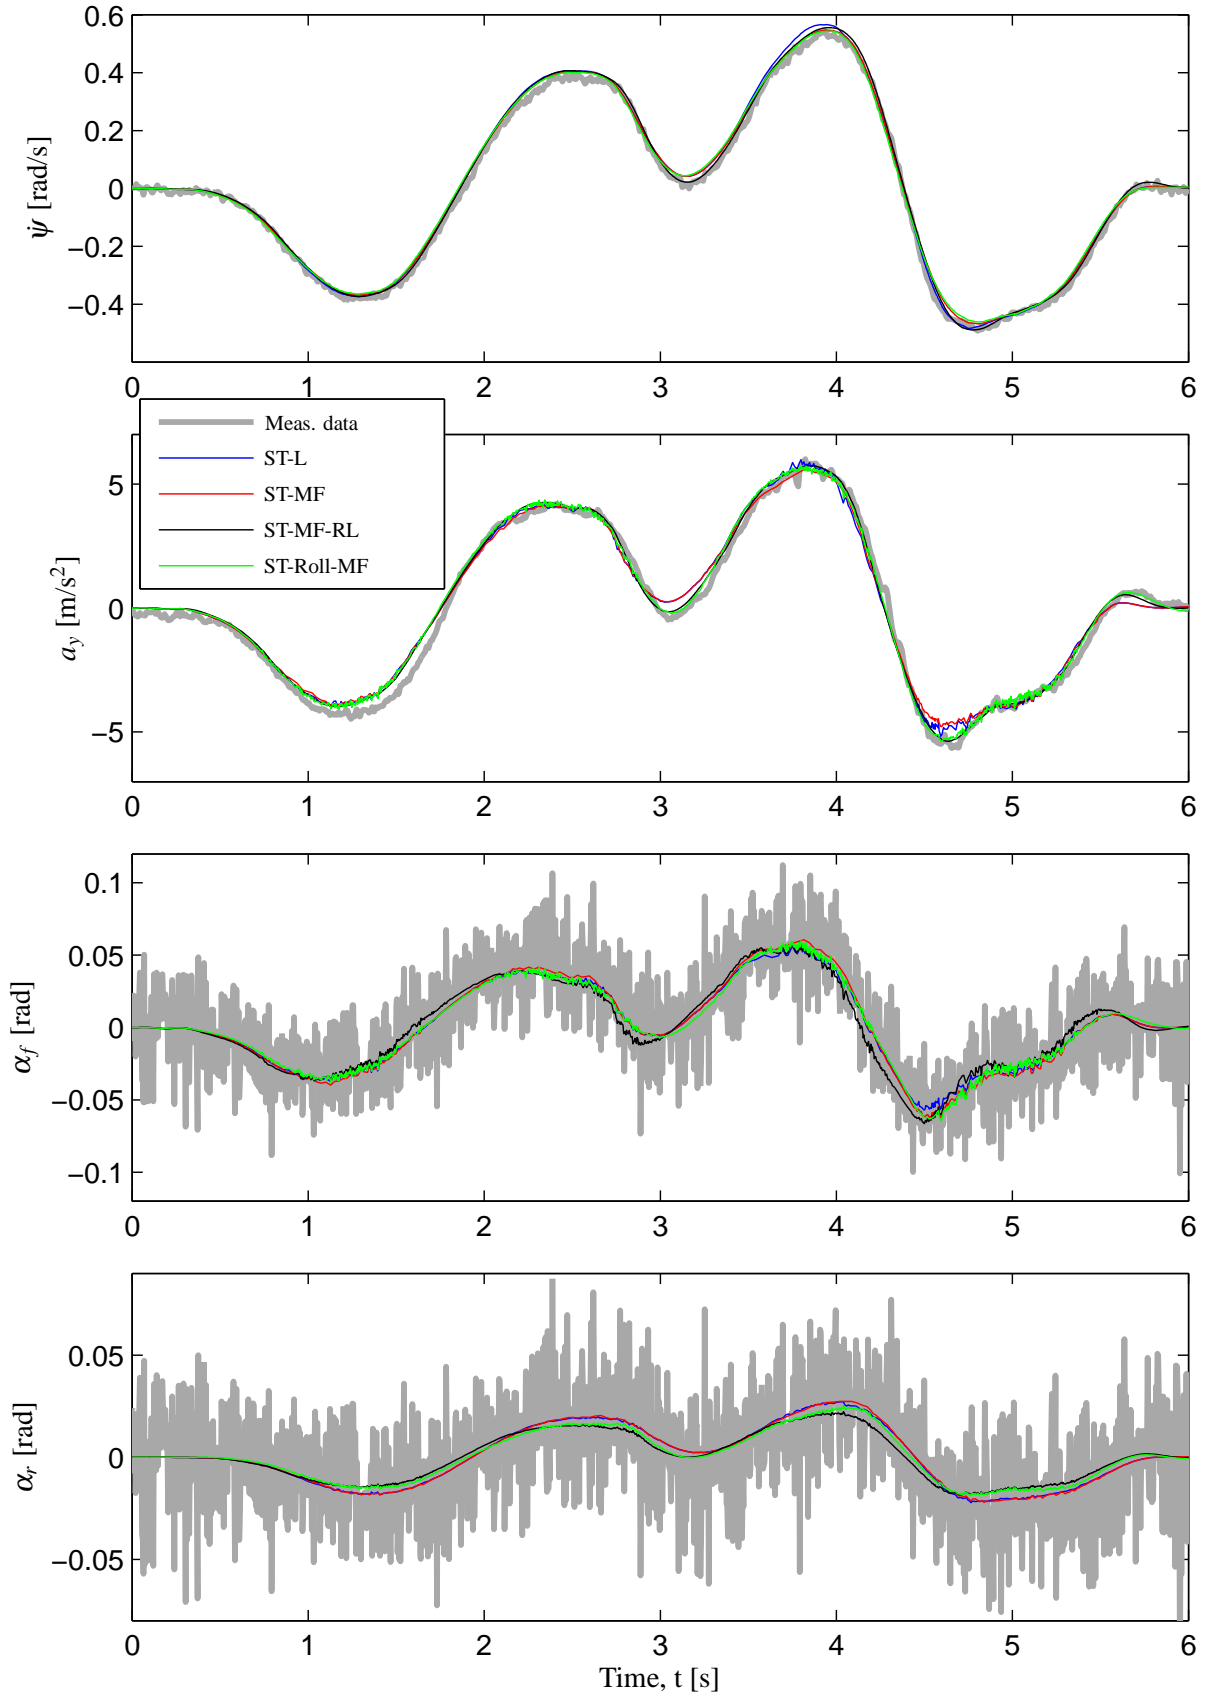 0.6
0.4
0.2
0
−0.2
−0.4
ψ̇ [rad/s]
0 1 2 3 4 5 6
Meas. data
ST-L
ST-MF
ST-MF-RL
ST-Roll-MF
5
0
−5
a_y [m/s²]
0 1 2 3 4 5 6
0.1
0.05
0
−0.05
−0.1
α_f [rad]
0 1 2 3 4 5 6
0.05
0
−0.05
α_r [rad]
0 1 2 3 4 5 6
Time, t [s]